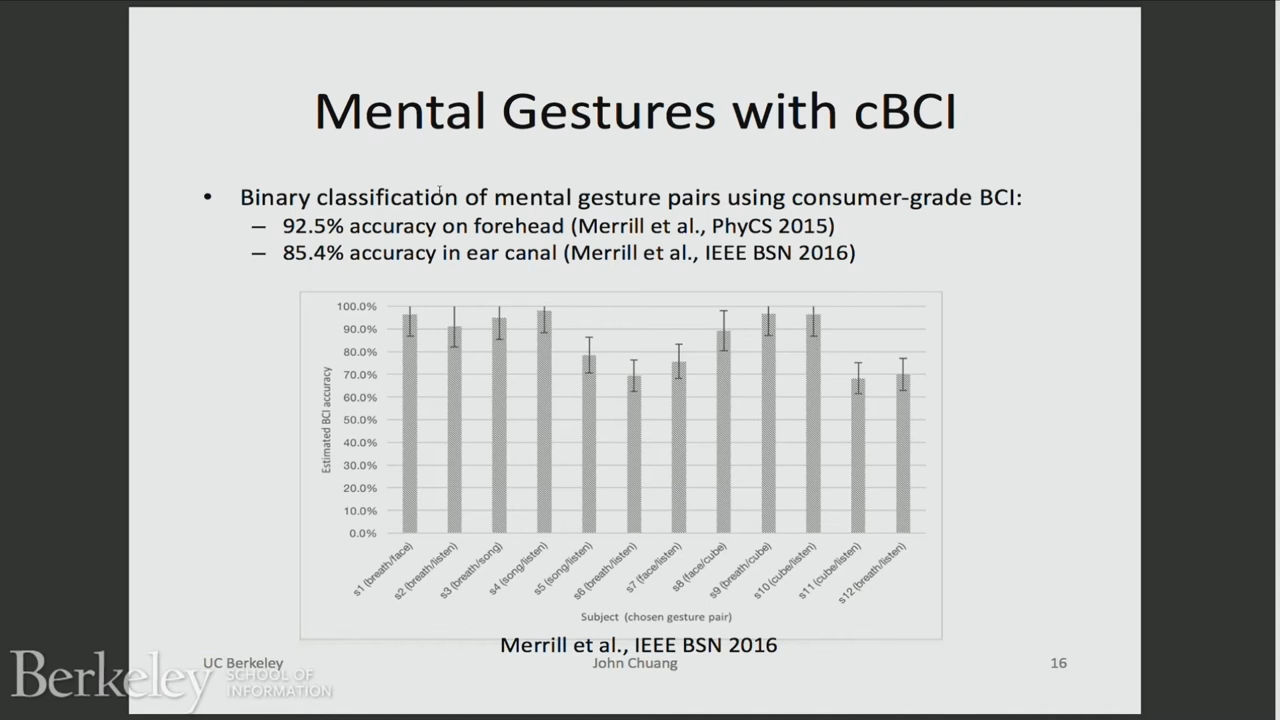 Mental Gestures with cBCI
• Binary classification of mental gesture pairs using consumer-grade BCI:
– 92.5% accuracy on forehead (Merrill et al., PhyCS 2015)
– 85.4% accuracy in ear canal (Merrill et al., IEEE BSN 2016)
100.0%
90.0%
80.0%
70.0%
60.0%
50.0%
40.0%
30.0%
20.0%
10.0%
0.0%
Estimated BCI accuracy
s1 (breath/face)
s2 (breath/listen)
s3 (breath/song)
s4 (song/listen)
s5 (song/listen)
s6 (breath/listen)
s7 (face/listen)
s8 (face/cube)
s9 (breath/cube)
s10 (cube/listen)
s11 (cube/listen)
s12 (breath/listen)
Subject (chosen gesture pair)
Merrill et al., IEEE BSN 2016
UC Berkeley
John Chuang
16
Berkeley
SCHOOL OF
INFORMATION